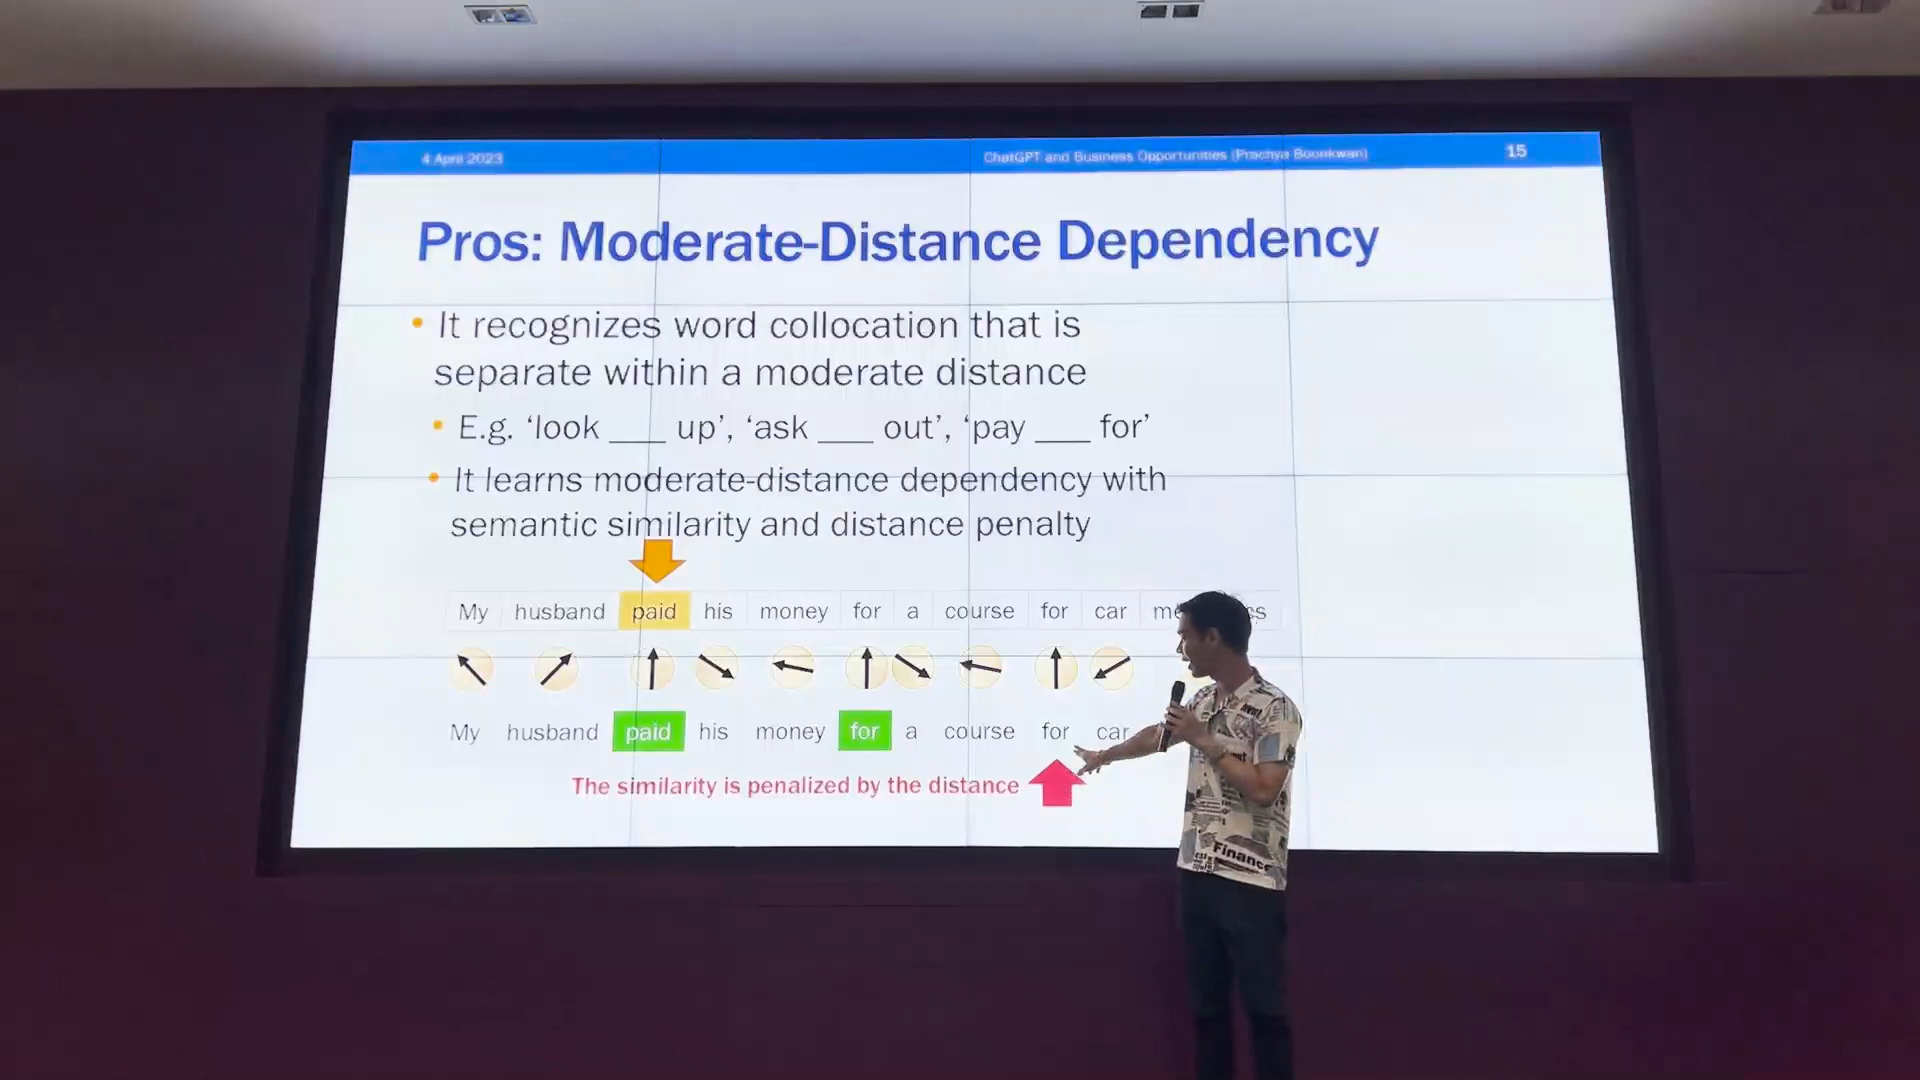 4 April 2023
ChatGPT and Business Opportunities (Prachya Boonkwan)
15
Pros: Moderate-Distance Dependency
• It recognizes word collocation that is
separate within a moderate distance
• E.g. ‘look ___ up’, ‘ask ___ out’, ‘pay ___ for’
• It learns moderate-distance dependency with
semantic similarity and distance penalty
My husband paid his money for a course for car
My husband paid his money for a course for car
The similarity is penalized by the distance
Finance